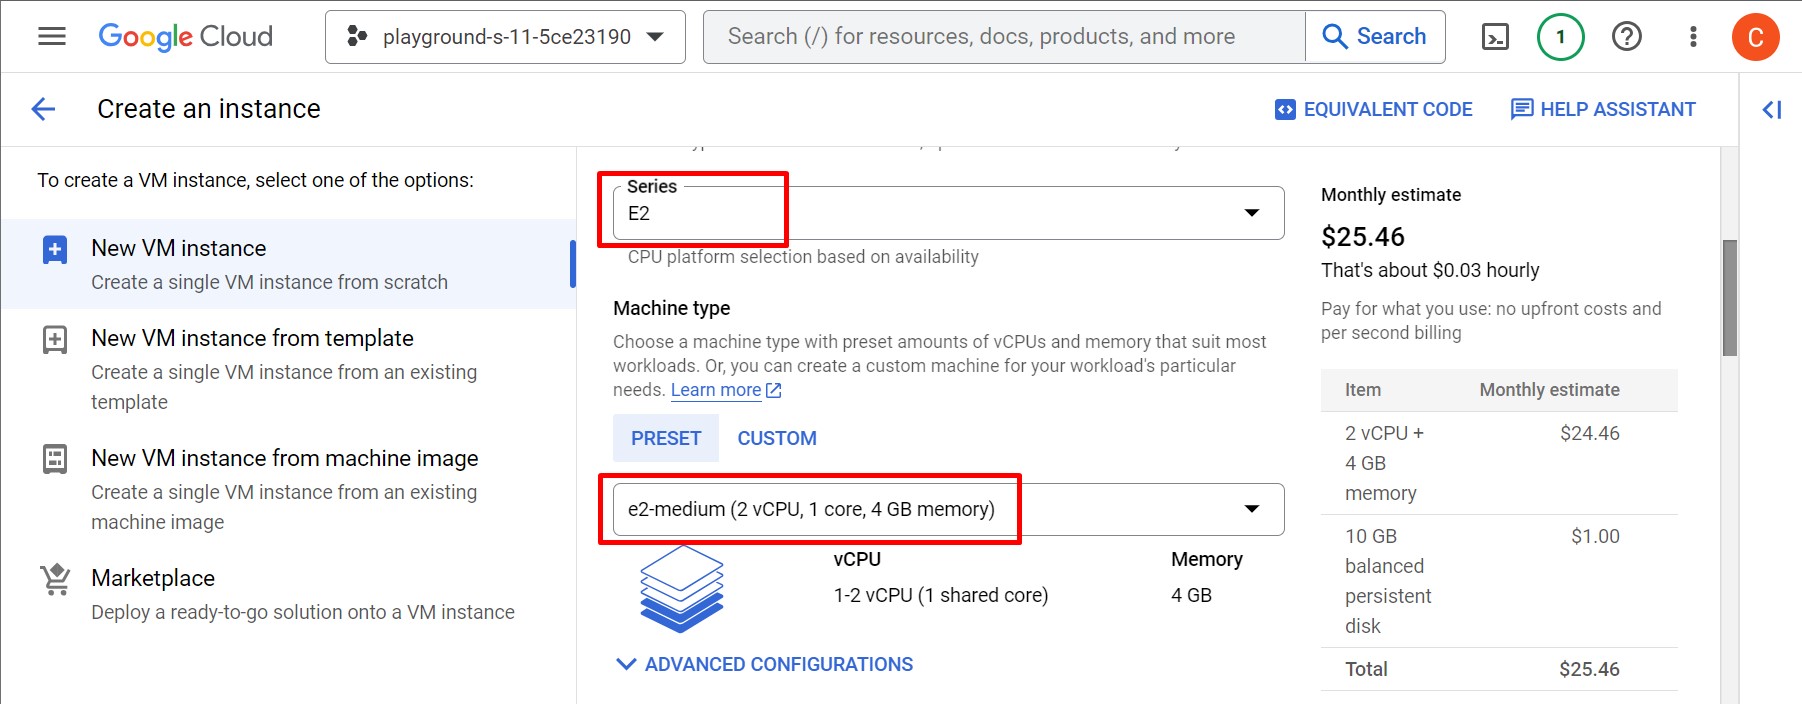 Google Cloud
playground-s-11-5ce23190
Search (/) for resources, docs, products, and more
Search
1
C
Create an instance
EQUIVALENT CODE
HELP ASSISTANT
To create a VM instance, select one of the options:
New VM instance
Create a single VM instance from scratch
New VM instance from template
Create a single VM instance from an existing
template
New VM instance from machine image
Create a single VM instance from an existing
machine image
Marketplace
Deploy a ready-to-go solution onto a VM instance
Series
E2
CPU platform selection based on availability
Machine type
Choose a machine type with preset amounts of vCPUs and memory that suit most
workloads. Or, you can create a custom machine for your workload's particular
needs. Learn more
PRESET
CUSTOM
e2-medium (2 vCPU, 1 core, 4 GB memory)
vCPU
Memory
1-2 vCPU (1 shared core)
4 GB
ADVANCED CONFIGURATIONS
Monthly estimate
$25.46
That's about $0.03 hourly
Pay for what you use: no upfront costs and
per second billing
Item Monthly estimate
2 vCPU + $24.46
4 GB
memory
10 GB $1.00
balanced
persistent
disk
Total $25.46